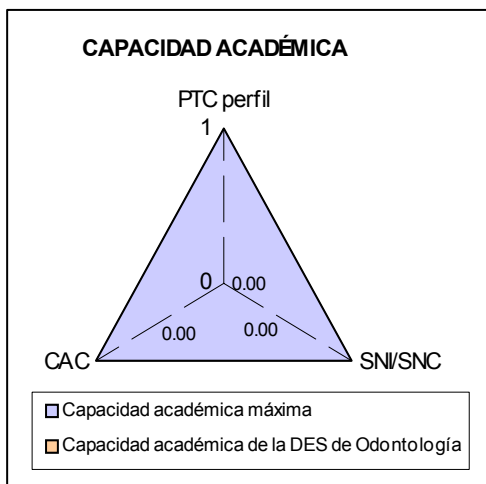 CAPACIDAD ACADÉMICA
PTC perfil
1
0
0.00
0.00
0.00
CAC
SNI/SNC
Capacidad académica máxima
Capacidad académica de la DES de Odontología